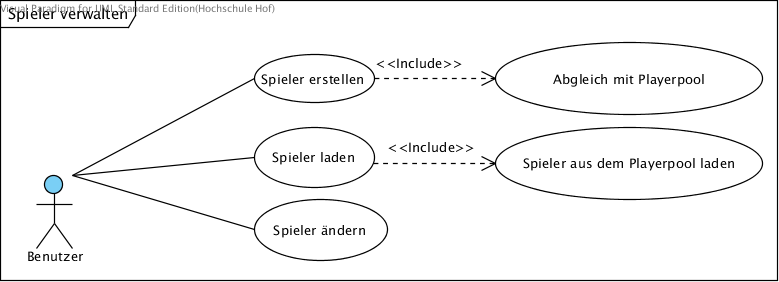 Visual Paradigm for UML Standard Edition(Hochschule Hof)
Spieler verwalten
<<Include>>
Spieler erstellen
Abgleich mit Playerpool
<<Include>>
Spieler laden
Spieler aus dem Playerpool laden
Spieler ändern
Benutzer